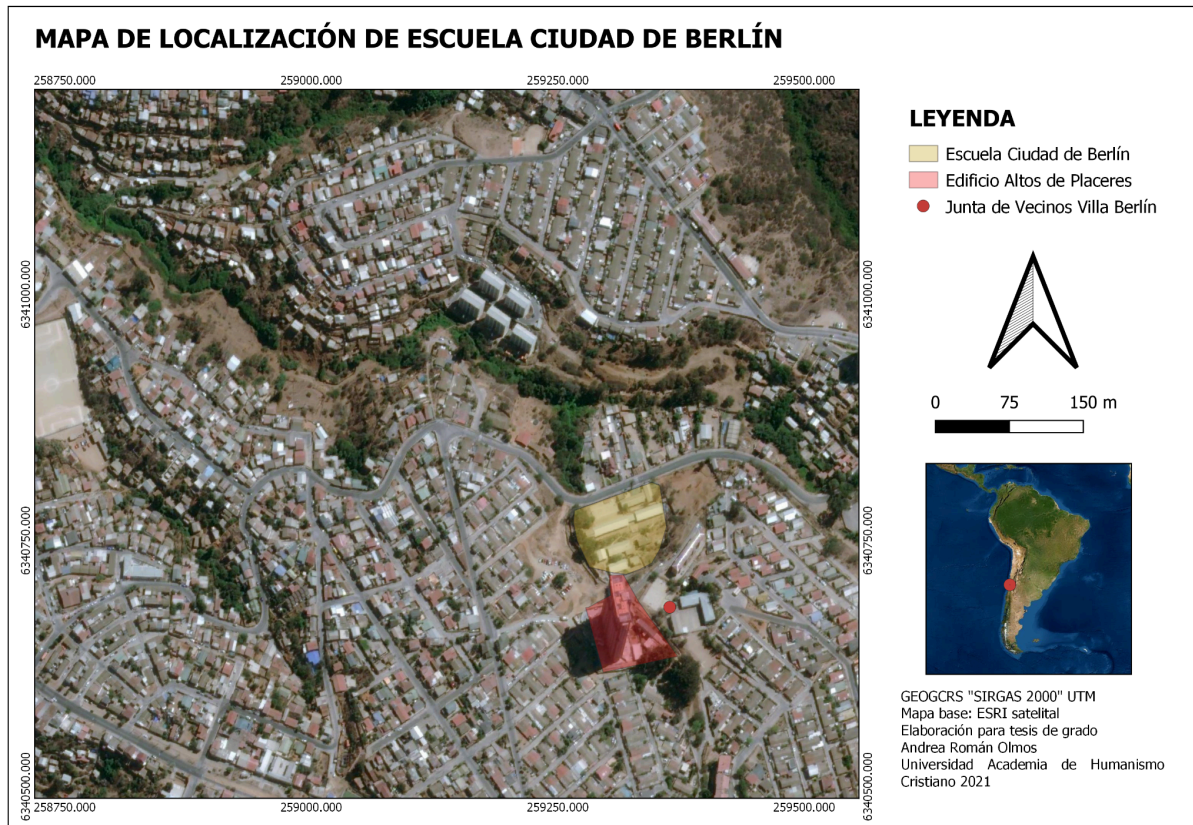 MAPA DE LOCALIZACIÓN DE ESCUELA CIUDAD DE BERLÍN
258750.000 259000.000 259250.000 259500.000
6341000.000 6341000.000
6340750.000 6340750.000
6340500.000 6340500.000
258750.000 259000.000 259250.000 259500.000
LEYENDA
Escuela Ciudad de Berlín
Edificio Altos de Placeres
Junta de Vecinos Villa Berlín
0 75 150 m
GEOGCRS "SIRGAS 2000" UTM
Mapa base: ESRI satelital
Elaboración para tesis de grado
Andrea Román Olmos
Universidad Academia de Humanismo
Cristiano 2021